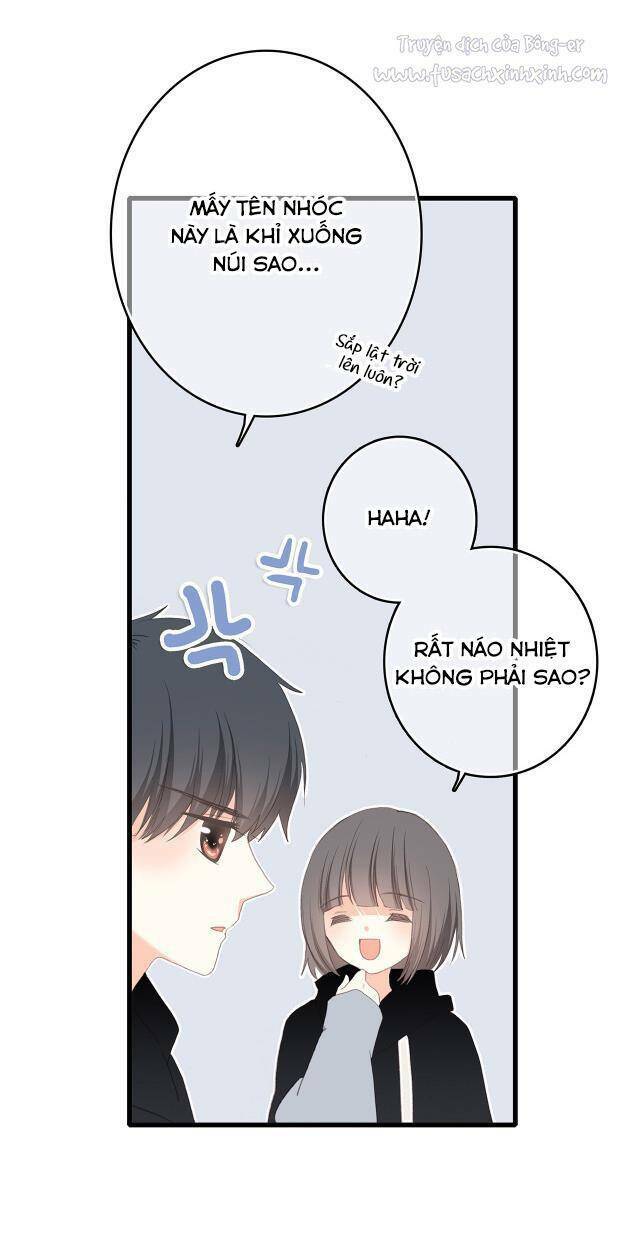 Truyện dịch của Bông-er
www.tusachxinhxinh.com
MẤY TÊN NHÓC
NÀY LÀ KHỈ XUỐNG
NÚI SAO...
Sắp lật trời
lên luôn?
HAHA!
RẤT NÁO NHIỆT
KHÔNG PHẢI SAO?